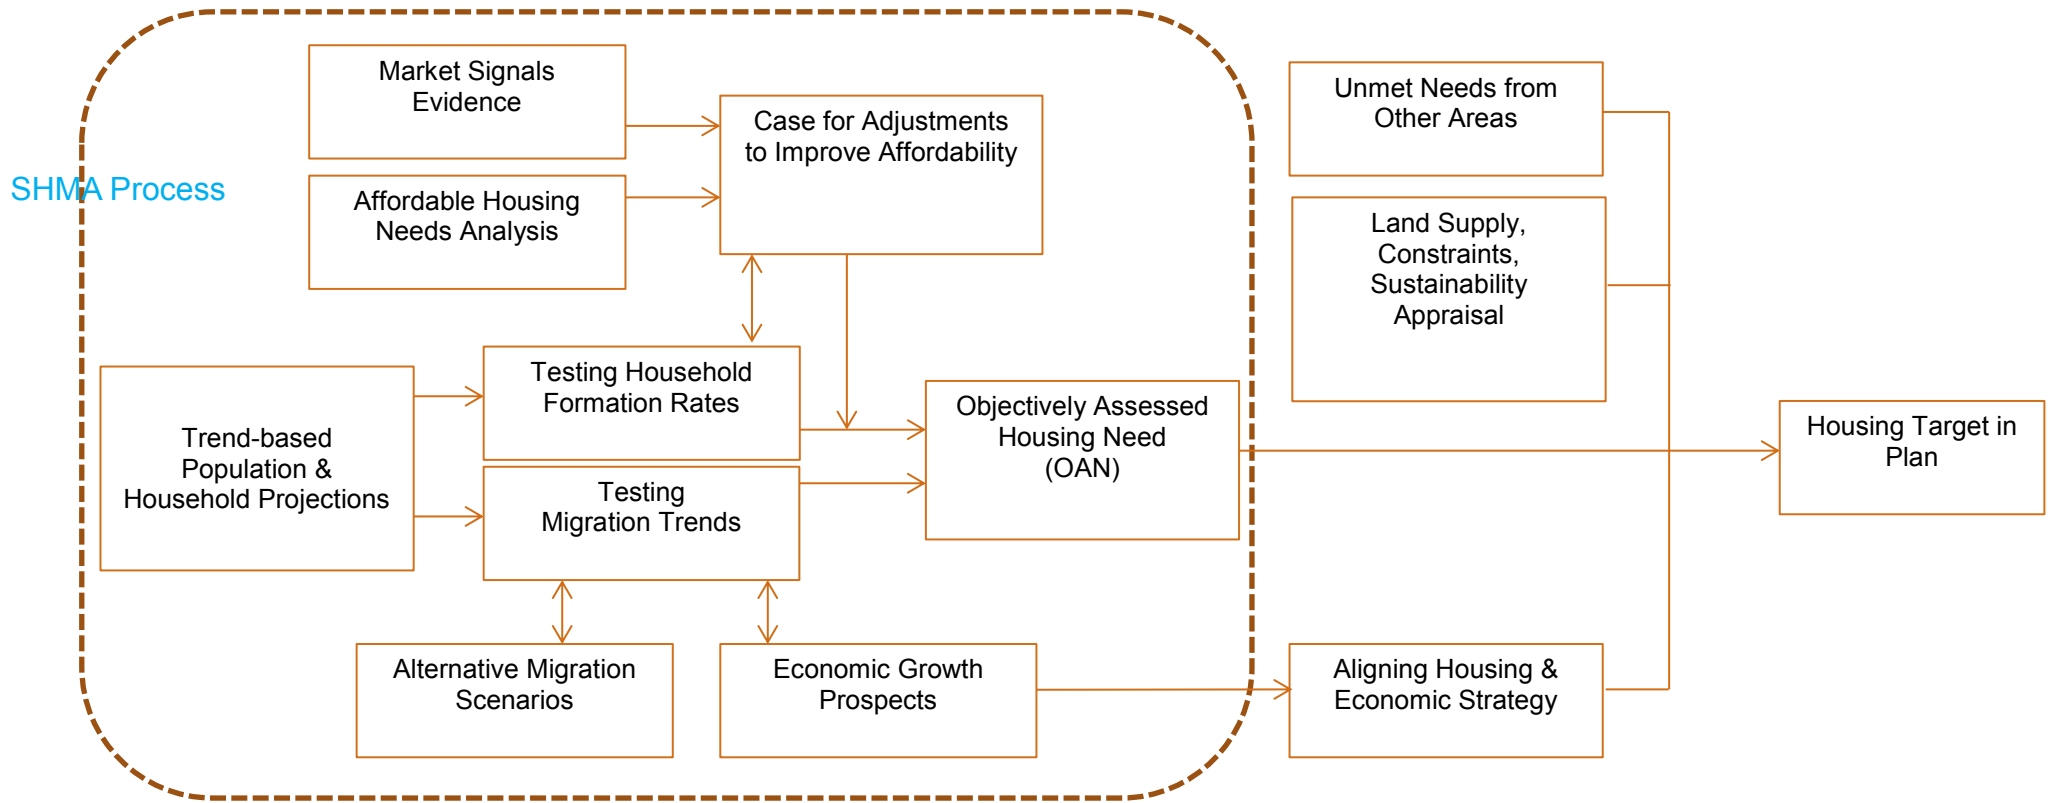 SHMA Process
Market Signals
Evidence
Affordable Housing
Needs Analysis
Case for Adjustments
to Improve Affordability
Trend-based
Population &
Household Projections
Testing Household
Formation Rates
Testing
Migration Trends
Alternative Migration
Scenarios
Economic Growth
Prospects
Objectively Assessed
Housing Need
(OAN)
Unmet Needs from
Other Areas
Land Supply,
Constraints,
Sustainability
Appraisal
Aligning Housing &
Economic Strategy
Housing Target in
Plan